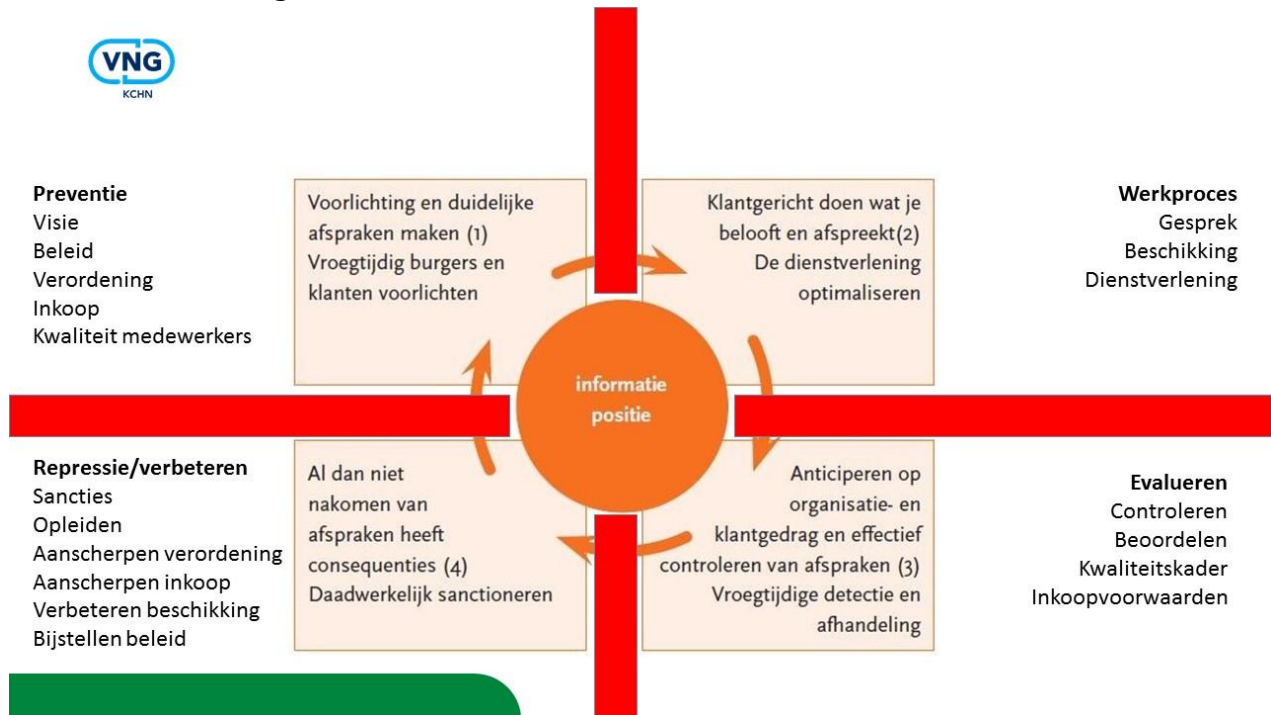 VNG
KCHN
Preventie
Visie
Beleid
Verordening
Inkoop
Kwaliteit medewerkers
Voorlichting en duidelijke
afspraken maken (1)
Vroegtijdig burgers en
klanten voorlichten
Klantgericht doen wat je
belooft en afspreekt(2)
De dienstverlening
optimaliseren
Werkproces
Gesprek
Beschikking
Dienstverlening
informatie
positie
Repressie/verbeteren
Sancties
Opleiden
Aanscherpen verordening
Aanscherpen inkoop
Verbeteren beschikking
Bijstellen beleid
Al dan niet
nakomen van
afspraken heeft
consequenties (4)
Daadwerkelijk sanctioneren
Anticiperen op
organisatie- en
klantgedrag en effectief
controleren van afspraken (3)
Vroegtijdige detectie en
afhandeling
Evalueren
Controleren
Beoordelen
Kwaliteitskader
Inkoopvoorwaarden